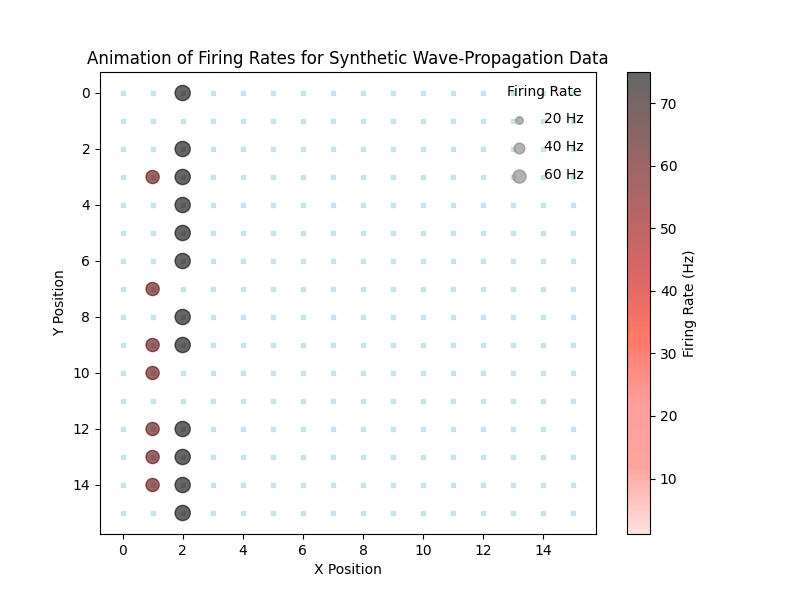 Animation of Firing Rates for Synthetic Wave-Propagation Data
Firing Rate
20 Hz
40 Hz
60 Hz
0
2
4
6
8
10
12
14
Y Position
0
2
4
6
8
10
12
14
X Position
70
60
50
40
30
20
10
Firing Rate (Hz)